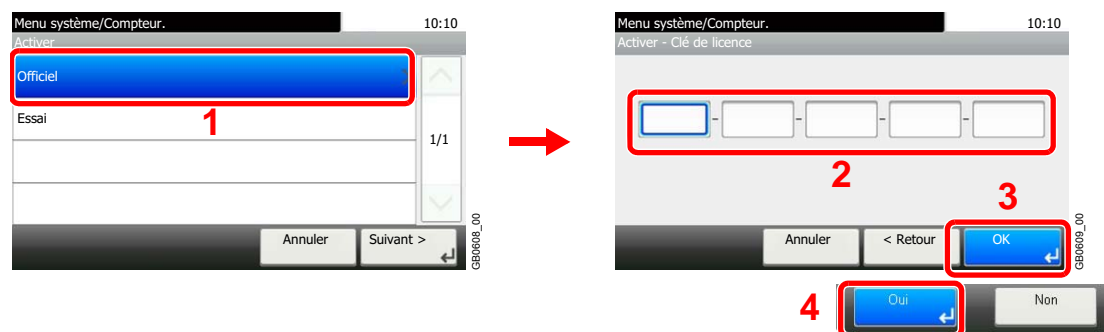 Menu système/Compteur. 10:10
Activer
Officiel
Essai
1
1/1
Annuler
Suivant >
GB0608_00
Menu système/Compteur. 10:10
Activer - Clé de licence
- - - -
2
3
Annuler
< Retour
OK
GB0609_00
4
Oui
Non